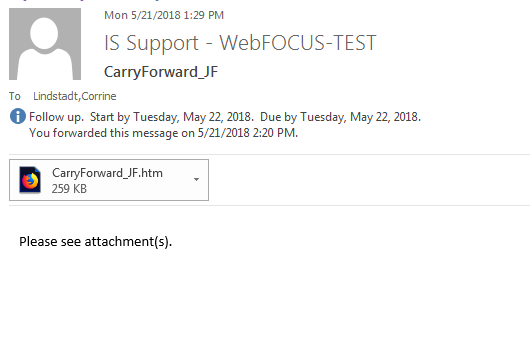 Mon 5/21/2018 1:29 PM
IS Support - WebFOCUS-TEST
CarryForward_JF
To Lindstadt,Corrine
Follow up. Start by Tuesday, May 22, 2018. Due by Tuesday, May 22, 2018.
You forwarded this message on 5/21/2018 2:20 PM.
CarryForward_JF.htm
259 KB
Please see attachment(s).